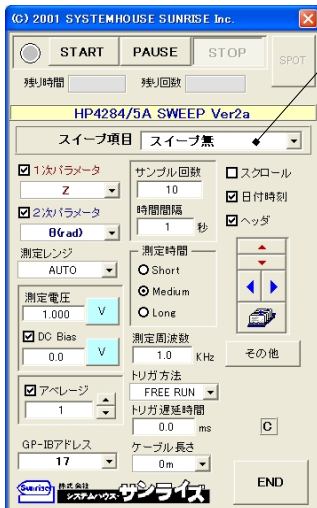 (C) 2001 SYSTEMHOUSE SUNRISE Inc.
START PAUSE STOP SPOT
残り時間 残り回数
HP4284/5A SWEEP Ver2a
スイープ項目 スイープ無
1次パラメータ
Z
2次パラメータ
θ(rad)
測定レンジ
AUTO
測定電圧
1.000 V
DC Bias
0.0 V
アベレージ
1
GP-IBアドレス
17
サンプル回数
10
時間間隔
1 秒
測定時間
Short
Medium
Long
測定周波数
1.0 KHz
トリガ方法
FREE RUN
トリガ遅延時間
0.0 ms
ケーブル長さ
0m
スクロール
日付時刻
ヘッダ
その他
C
END
Sunrise 株式会社 システムハウス・サンライズ